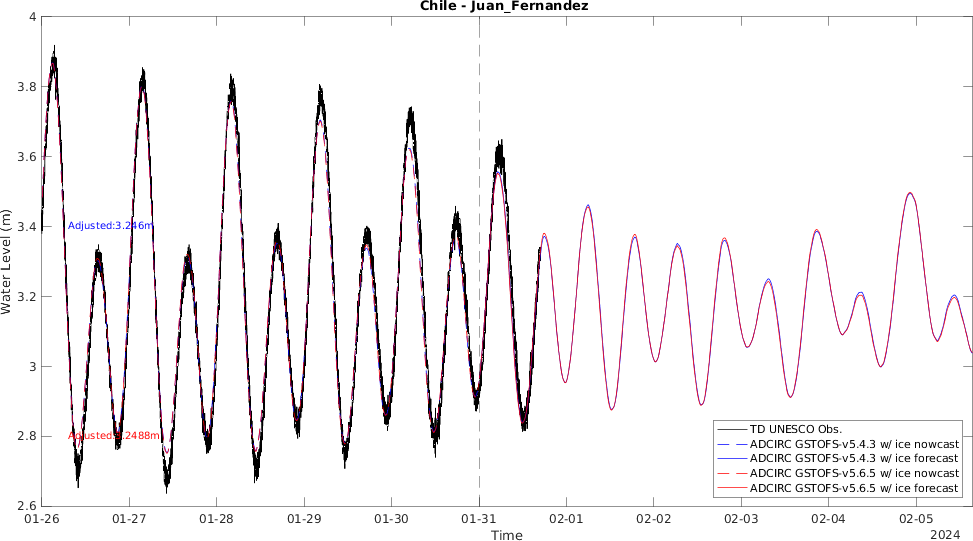 Chile - Juan_Fernandez
4
3.8
3.6
3.4
3.2
3
2.8
2.6
Water Level (m)
Adjusted:3.246m
Adjusted:3.2488m
TD UNESCO Obs.
ADCIRC GSTOFS-v5.4.3 w/ ice nowcast
ADCIRC GSTOFS-v5.4.3 w/ ice forecast
ADCIRC GSTOFS-v5.6.5 w/ ice nowcast
ADCIRC GSTOFS-v5.6.5 w/ ice forecast
01-26 01-27 01-28 01-29 01-30 01-31 02-01 02-02 02-03 02-04 02-05
Time
2024